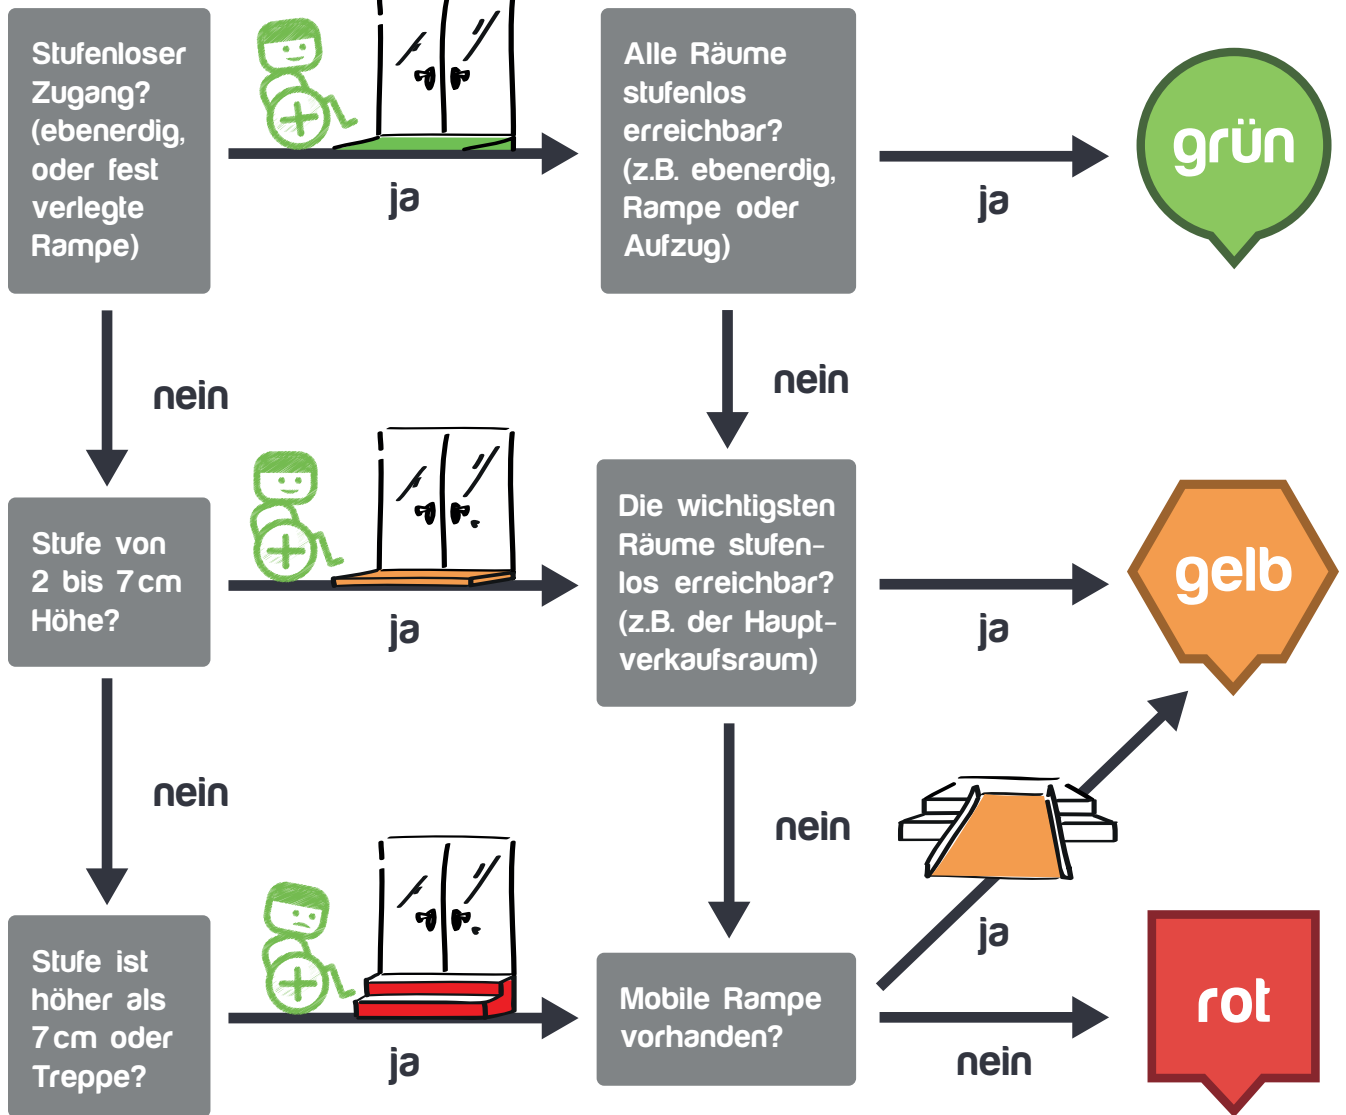 Stufenloser
Zugang?
(ebenerdig,
oder fest
verlegte
Rampe)
ja
Alle Räume
stufenlos
erreichbar?
(z.B. ebenerdig,
Rampe oder
Aufzug)
ja
grün
nein
nein
Stufe von
2 bis 7 cm
Höhe?
ja
Die wichtigsten
Räume stufen-
los erreichbar?
(z.B. der Haupt-
verkaufsraum)
ja
gelb
nein
nein
ja
Stufe ist
höher als
7 cm oder
Treppe?
ja
Mobile Rampe
vorhanden?
nein
rot